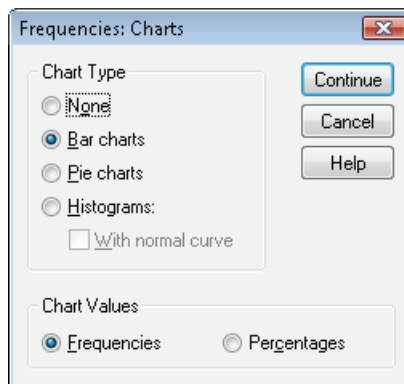 Frequencies: Charts
Chart Type
None
Bar charts
Pie charts
Histograms:
With normal curve
Continue
Cancel
Help
Chart Values
Frequencies
Percentages